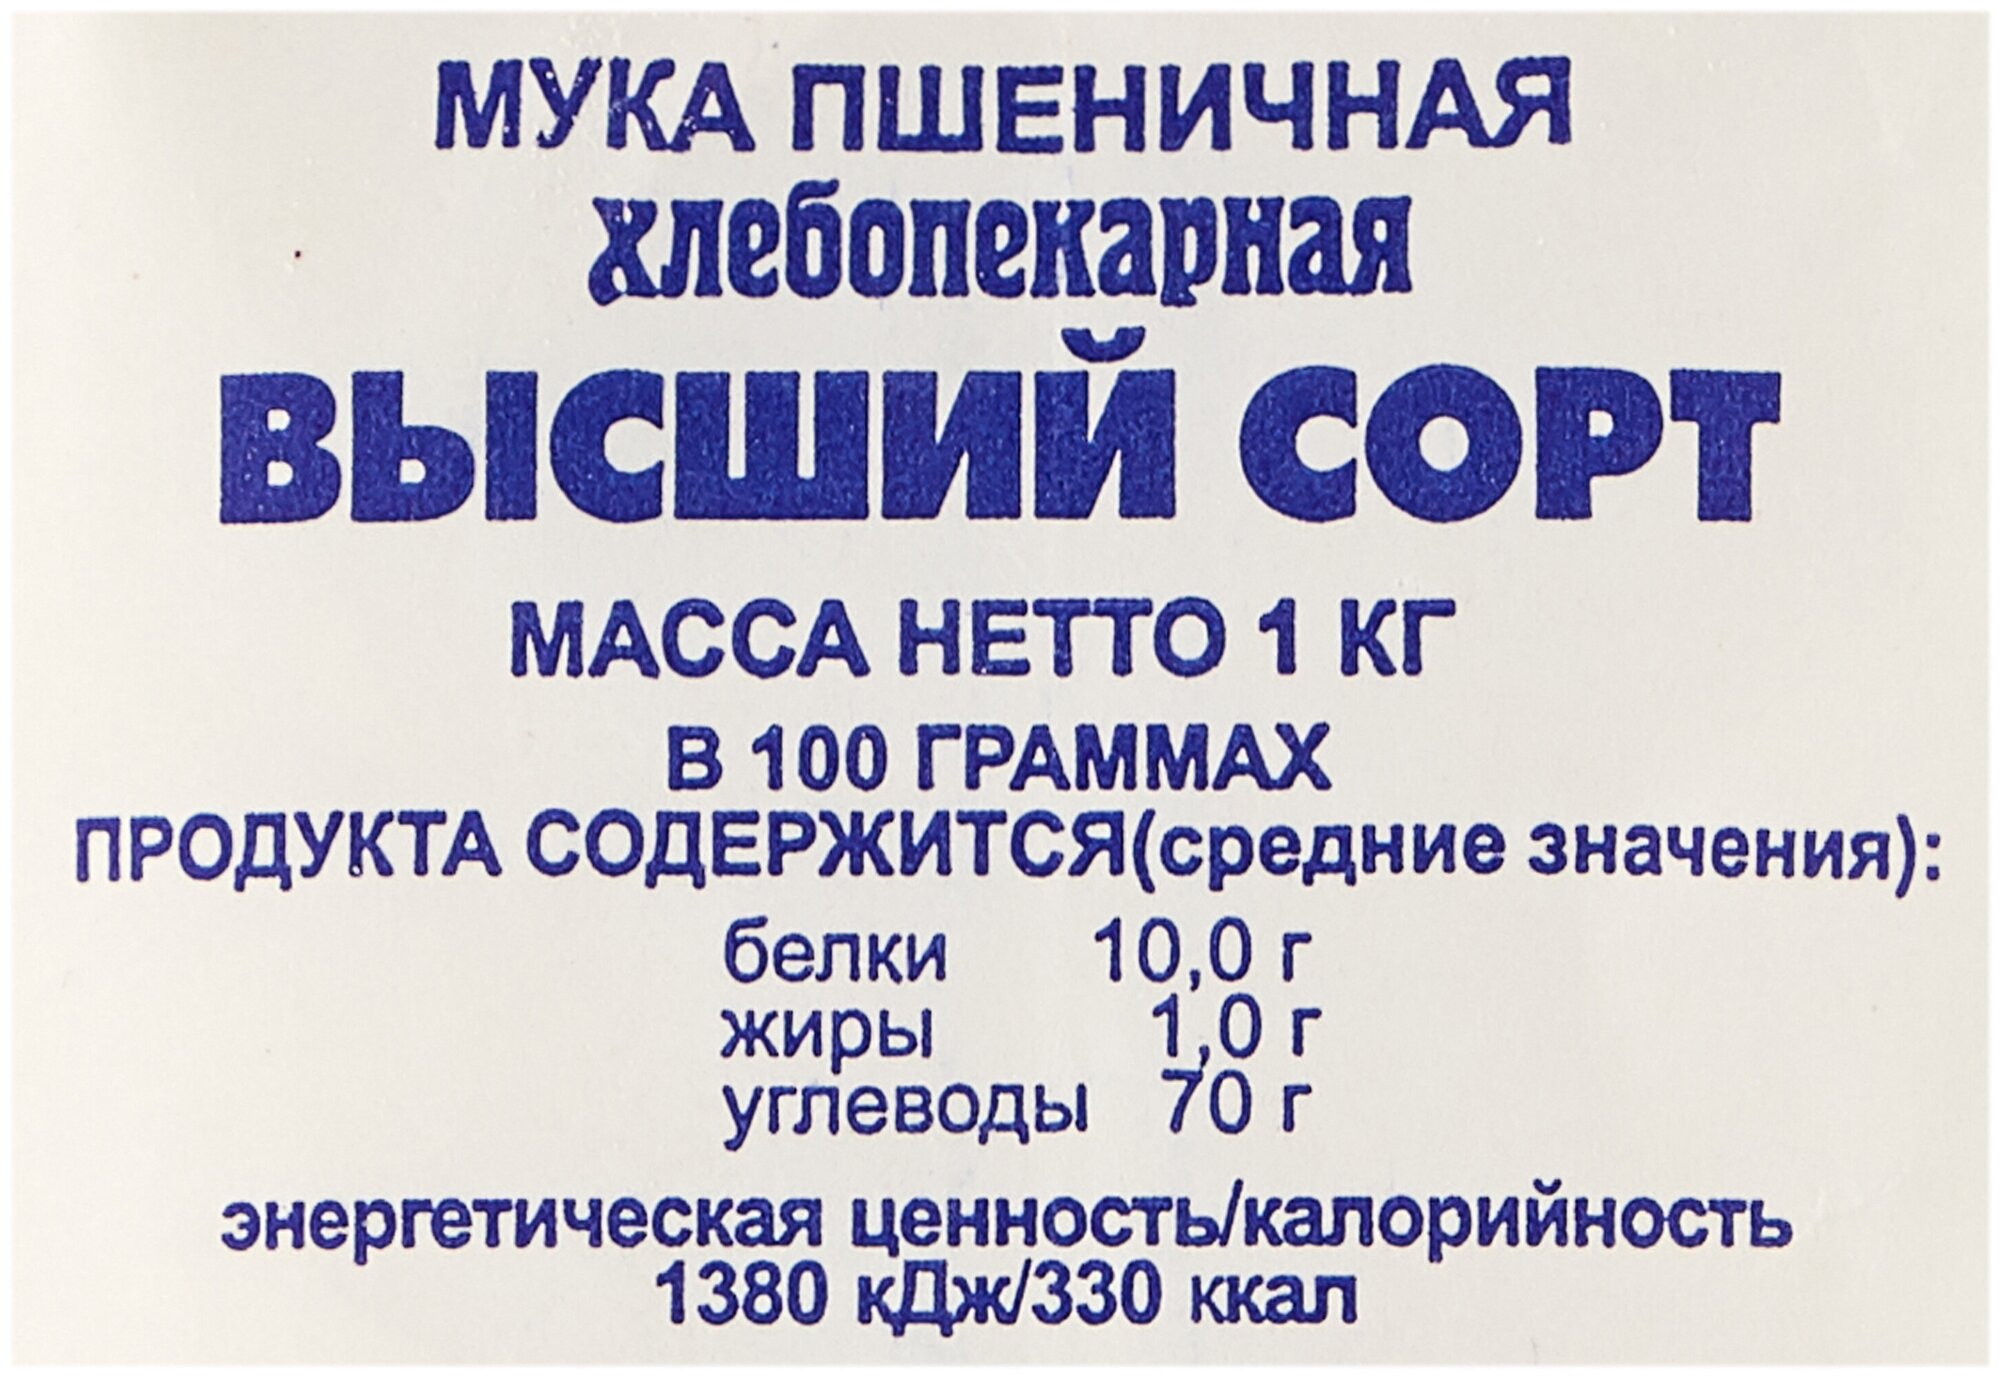 МУКА ПШЕНИЧНАЯ
хлебопекарная
ВЫСШИЙ СОРТ
МАССА НЕТТО 1 КГ
В 100 ГРАММАХ
ПРОДУКТА СОДЕРЖИТСЯ(средние значения):
белки 10,0 г
жиры 1,0 г
углеводы 70 г
энергетическая ценность/калорийность
1380 кДж/330 ккал